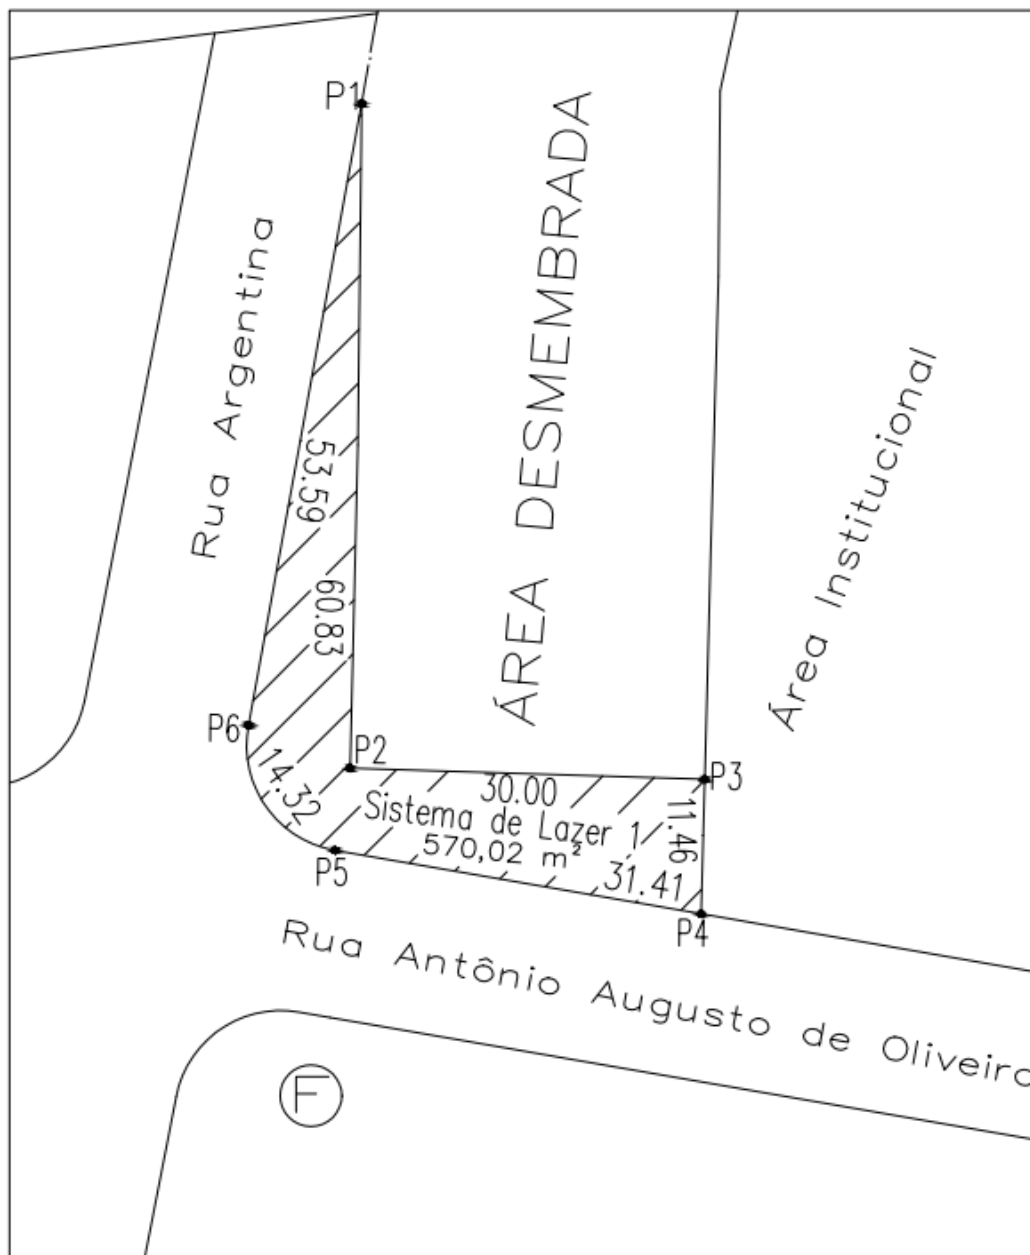 P1
Rua Argentina
ÁREA DESMEMBRADA
Área Institucional
53.59
60.83
P6
P2
P3
14.32
30.00
11.46
Sistema de Lazer 1
570,02 m²
31.41
P5
P4
Rua Antônio Augusto de Oliveira
F